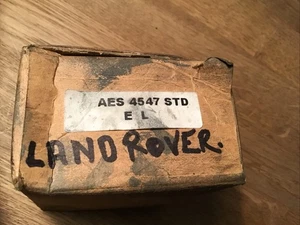 AES 4547 STD
E L
LAND ROVER.